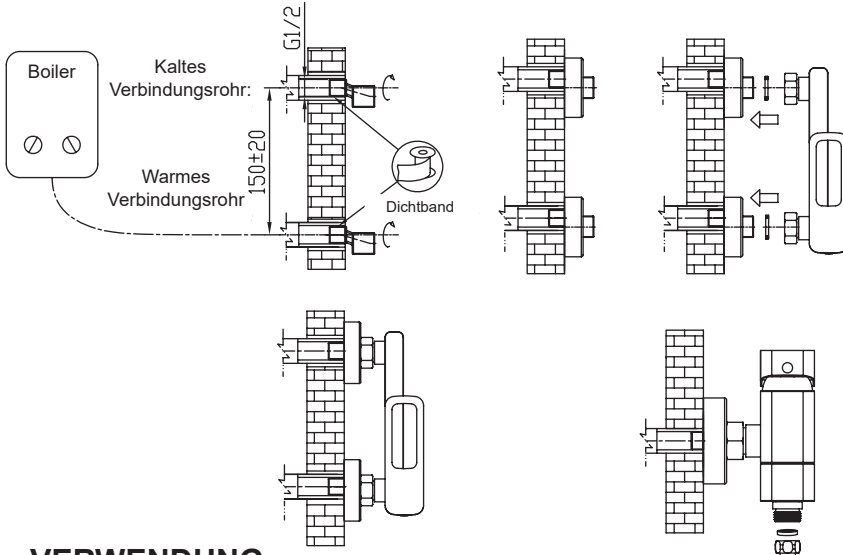 G1/2
Boiler
Kaltes
Verbindungsrohr:
150±20
Warmes
Verbindungsrohr
Dichtband
VERWENDUNG